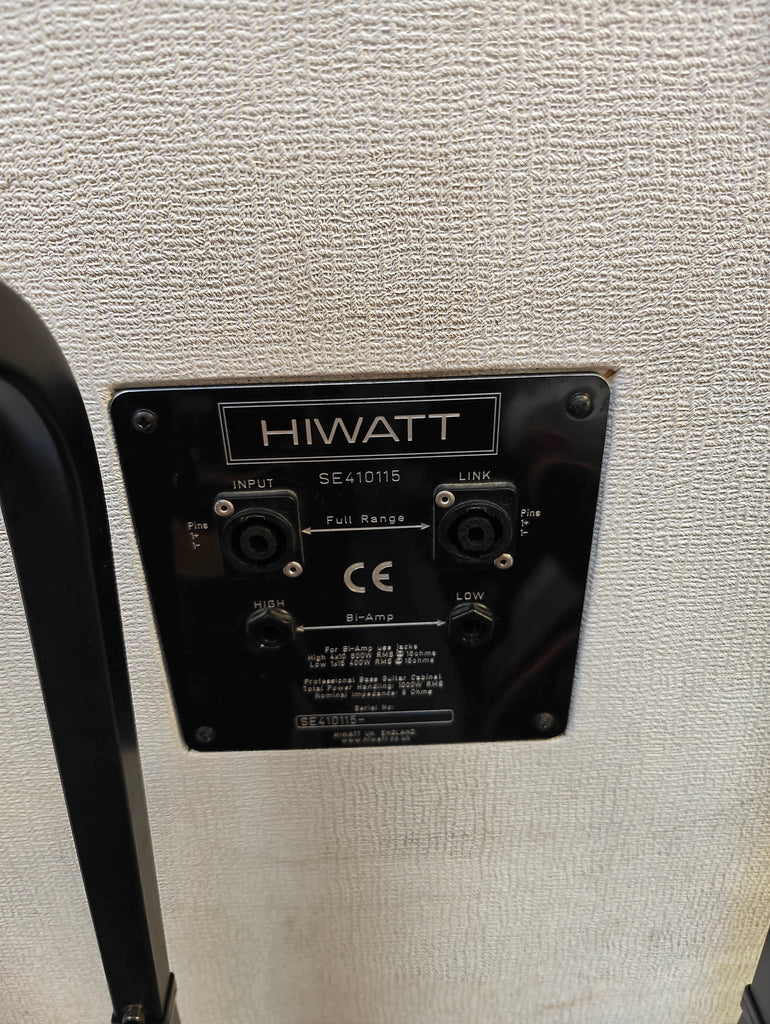 HIWATT
SE410115
INPUT
LINK
Pins
1+
1-
Full Range
Pins
1+
1-
CE
HIGH
LOW
Bi-Amp
For Bi-Amp use jacks
High 4x10 600W RMS @ 16ohms
Low 1x15 400W RMS @ 16ohms
Professional Bass Guitar Cabinet
Total Power Handling: 1000W RMS
Nominal Impedance: 8 Ohms
Serial No:
SE410115-
HIWATT UK. ENGLAND.
www.hiwatt.co.uk